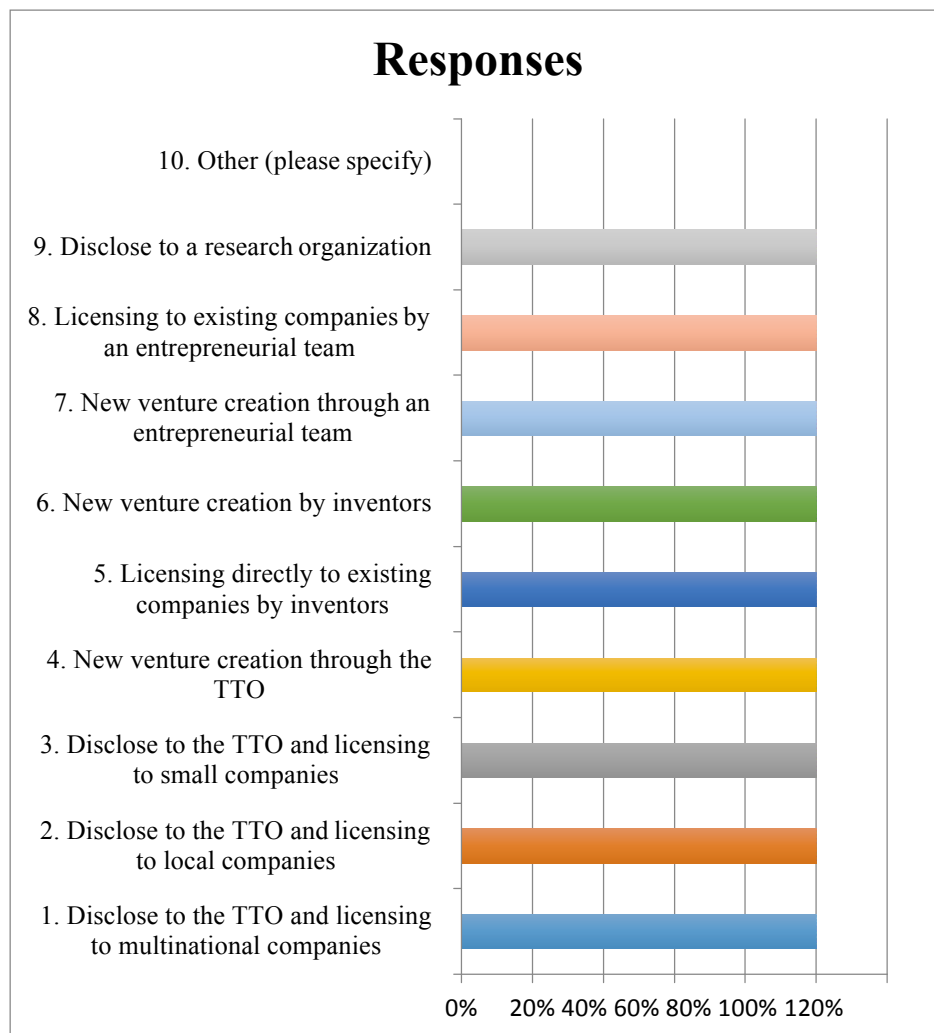 Responses
10. Other (please specify)
9. Disclose to a research organization
8. Licensing to existing companies by
an entrepreneurial team
7. New venture creation through an
entrepreneurial team
6. New venture creation by inventors
5. Licensing directly to existing
companies by inventors
4. New venture creation through the
TTO
3. Disclose to the TTO and licensing
to small companies
2. Disclose to the TTO and licensing
to local companies
1. Disclose to the TTO and licensing
to multinational companies
0% 20% 40% 60% 80% 100% 120%